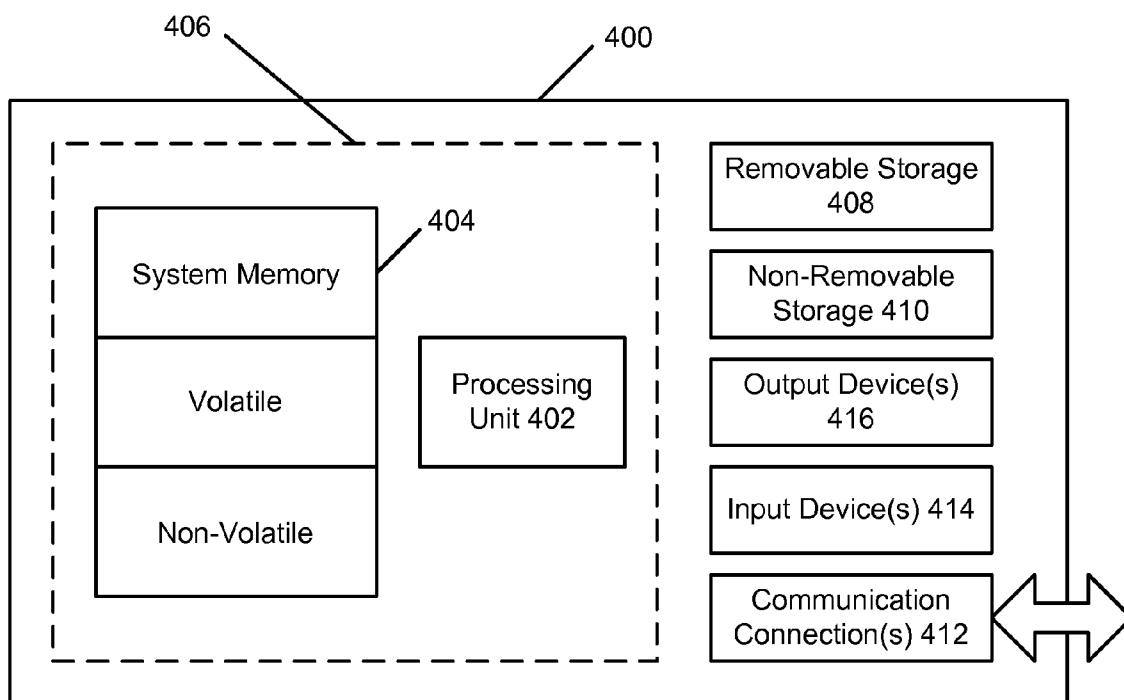 406
400
404
System Memory
Volatile
Non-Volatile
Processing
Unit 402
Removable Storage
408
Non-Removable
Storage 410
Output Device(s)
416
Input Device(s) 414
Communication
Connection(s) 412